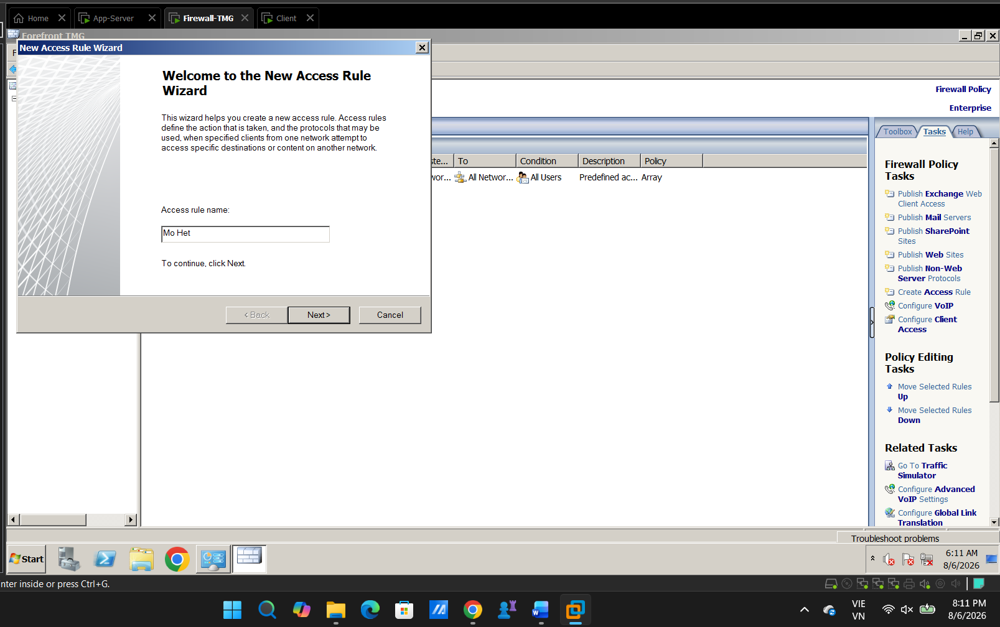 Home
App-Server
Firewall-TMG
Client
Forefront TMG
New Access Rule Wizard
F
Welcome to the New Access Rule
Wizard
This wizard helps you create a new access rule. Access rules
define the action that is taken, and the protocols that may be
used, when specified clients from one network attempt to
access specific destinations or content on another network.
Access rule name:
Mo Het
To continue, click Next.
< Back
Next >
Cancel
Firewall Policy
Enterprise
ste...
To
Condition
Description
Policy
wor...
All Networ...
All Users
Predefined ac...
Array
Toolbox
Tasks
Help
Firewall Policy
Tasks
Publish Exchange Web
Client Access
Publish Mail Servers
Publish SharePoint
Sites
Publish Web Sites
Publish Non-Web
Server Protocols
Create Access Rule
Configure VoIP
Configure Client
Access
Policy Editing
Tasks
Move Selected Rules
Up
Move Selected Rules
Down
Related Tasks
Go To Traffic
Simulator
Configure Advanced
VoIP Settings
Configure Global Link
Translation
Troubleshoot problems
Start
6:11 AM
8/6/2026
nter inside or press Ctrl+G.
VIE
VN
8:11 PM
8/6/2026